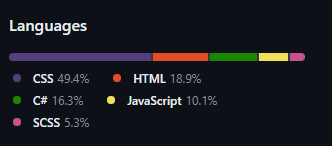 Languages
CSS 49.4% HTML 18.9%
C# 16.3% JavaScript 10.1%
SCSS 5.3%